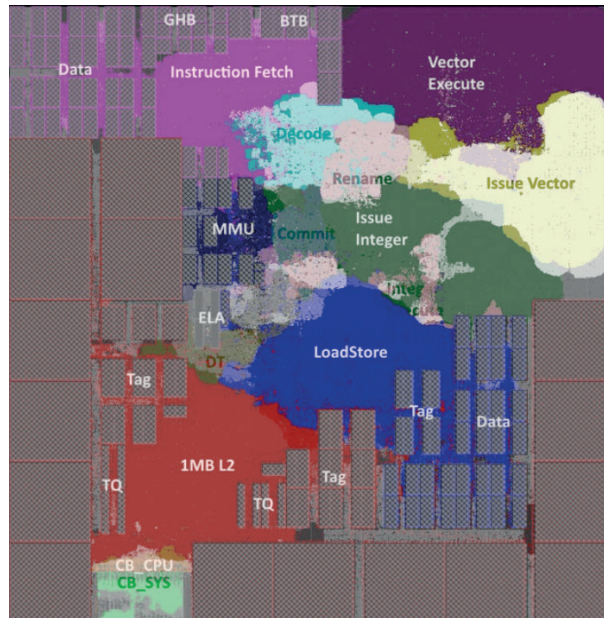 GHB
BTB
Data
Instruction Fetch
Vector
Execute
Decode
Rename
Issue Vector
MMU
Commit
Issue
Integer
ELA
DT
LoadStore
Tag
Tag
Data
1MB L2
Tag
TQ
TQ
CB_CPU
CB_SYS